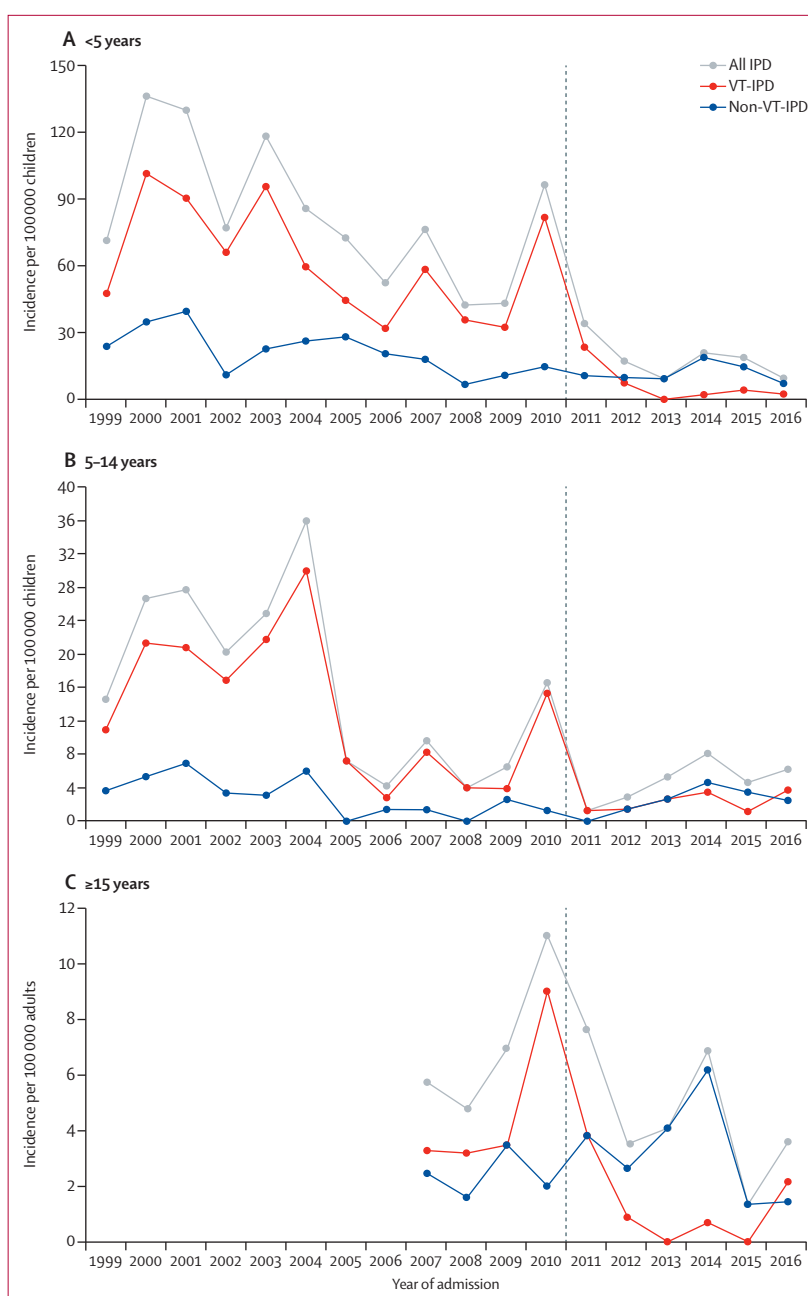 A <5 years
All IPD
VT-IPD
Non-VT-IPD
Incidence per 100 000 children
150
120
90
60
30
0
1999 2000 2001 2002 2003 2004 2005 2006 2007 2008 2009 2010 2011 2012 2013 2014 2015 2016
B 5–14 years
Incidence per 100 000 children
40
36
32
28
24
20
16
12
8
4
0
1999 2000 2001 2002 2003 2004 2005 2006 2007 2008 2009 2010 2011 2012 2013 2014 2015 2016
C ≥15 years
Incidence per 100 000 adults
12
10
8
6
4
2
0
1999 2000 2001 2002 2003 2004 2005 2006 2007 2008 2009 2010 2011 2012 2013 2014 2015 2016
Year of admission